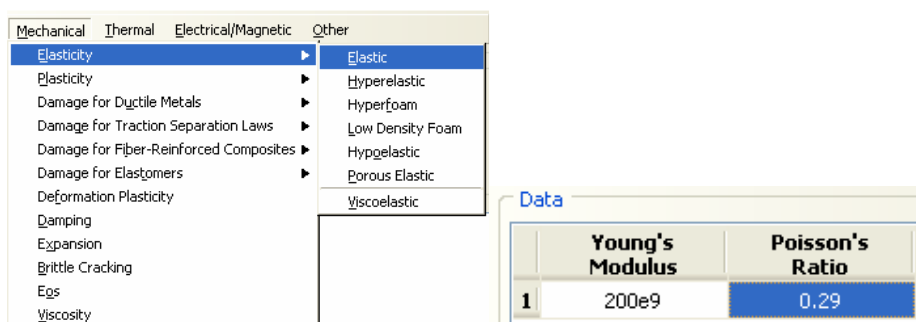 Mechanical Thermal Electrical/Magnetic Other
Elasticity
Plasticity
Damage for Ductile Metals
Damage for Traction Separation Laws
Damage for Fiber-Reinforced Composites
Damage for Elastomers
Deformation Plasticity
Damping
Expansion
Brittle Cracking
Eos
Viscosity
Elastic
Hyperelastic
Hyperfoam
Low Density Foam
Hypoelastic
Porous Elastic
Viscoelastic
Data
Young's Modulus Poisson's Ratio
1 200e9 0.29